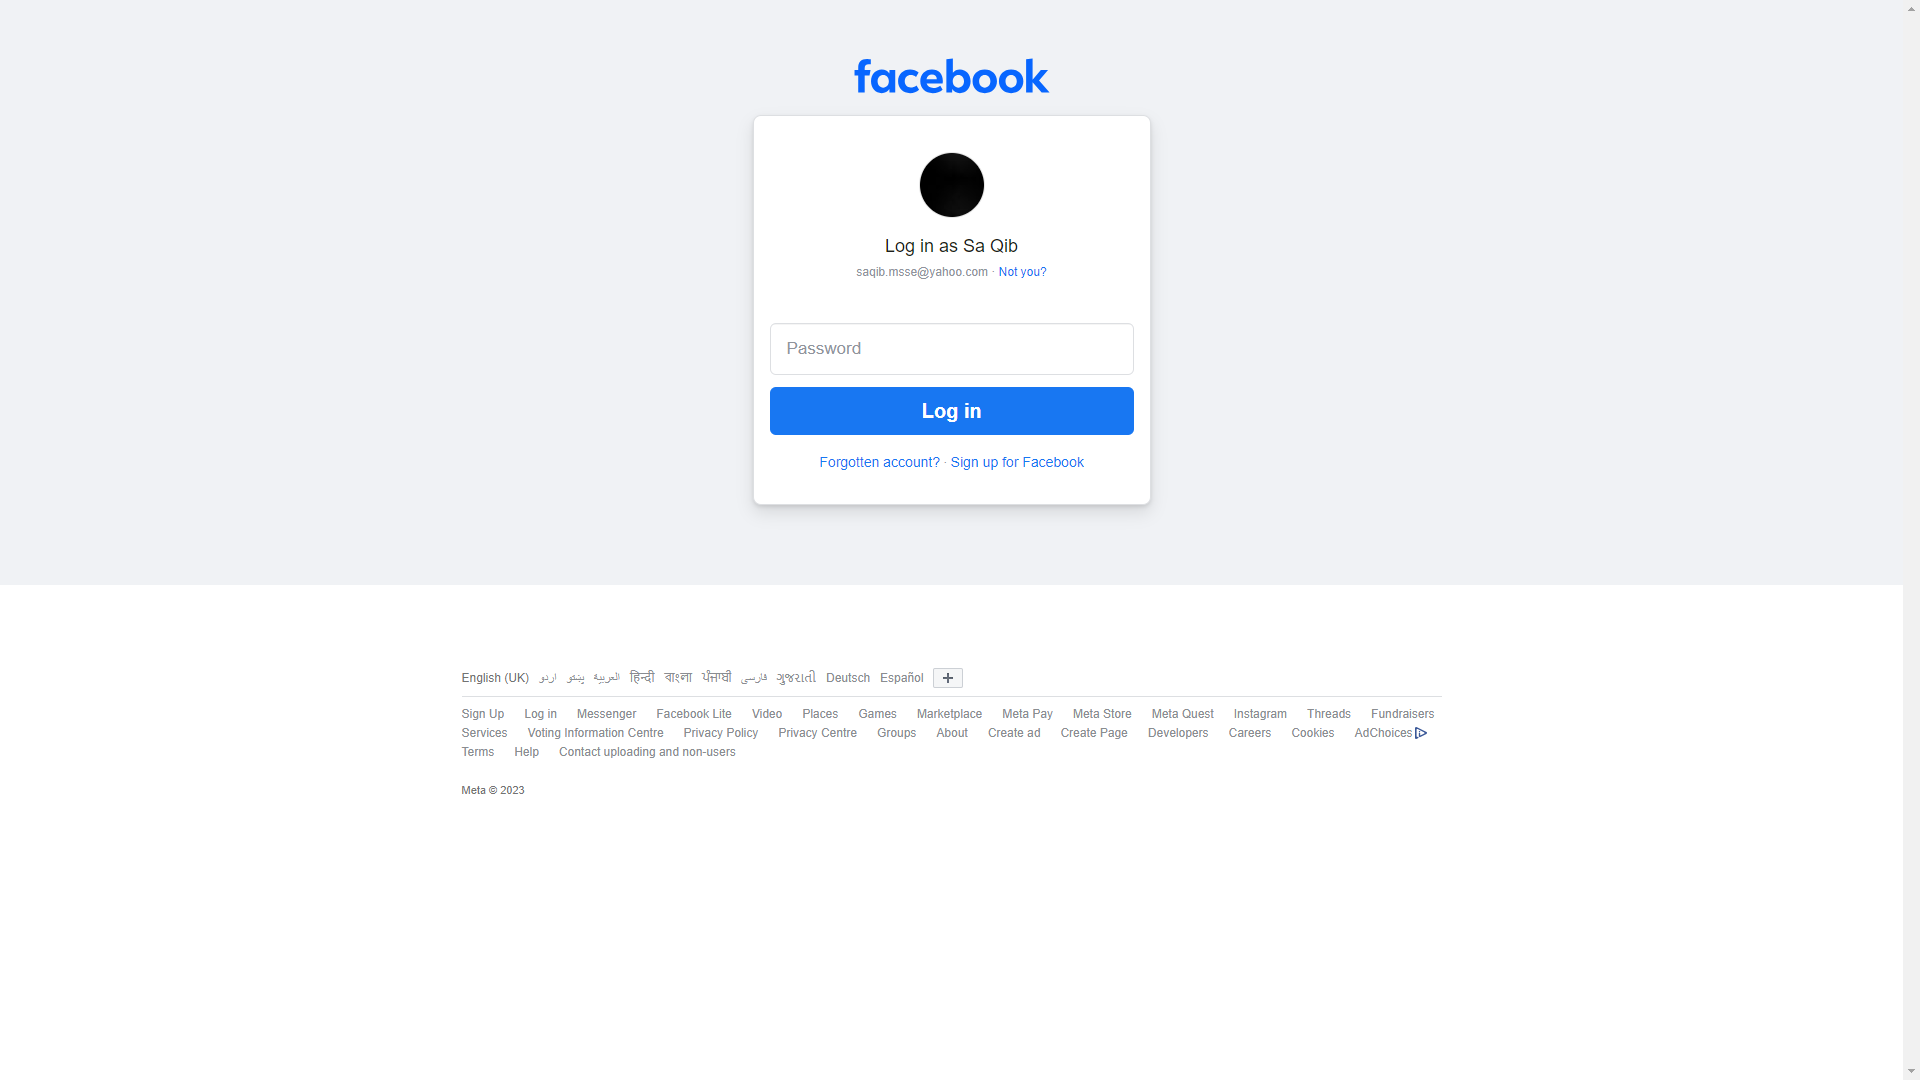 facebook
Log in as Sa Qib
saqib.msse@yahoo.com · Not you?
Password
Log in
Forgotten account? · Sign up for Facebook
English (UK) اردو پښتو العربية हिन्दी বাংলা ਪੰਜਾਬੀ فارسی ગુજરાતી Deutsch Español
Sign Up Log in Messenger Facebook Lite Video Places Games Marketplace Meta Pay Meta Store Meta Quest Instagram Threads Fundraisers
Services Voting Information Centre Privacy Policy Privacy Centre Groups About Create ad Create Page Developers Careers Cookies AdChoices
Terms Help Contact uploading and non-users
Meta © 2023